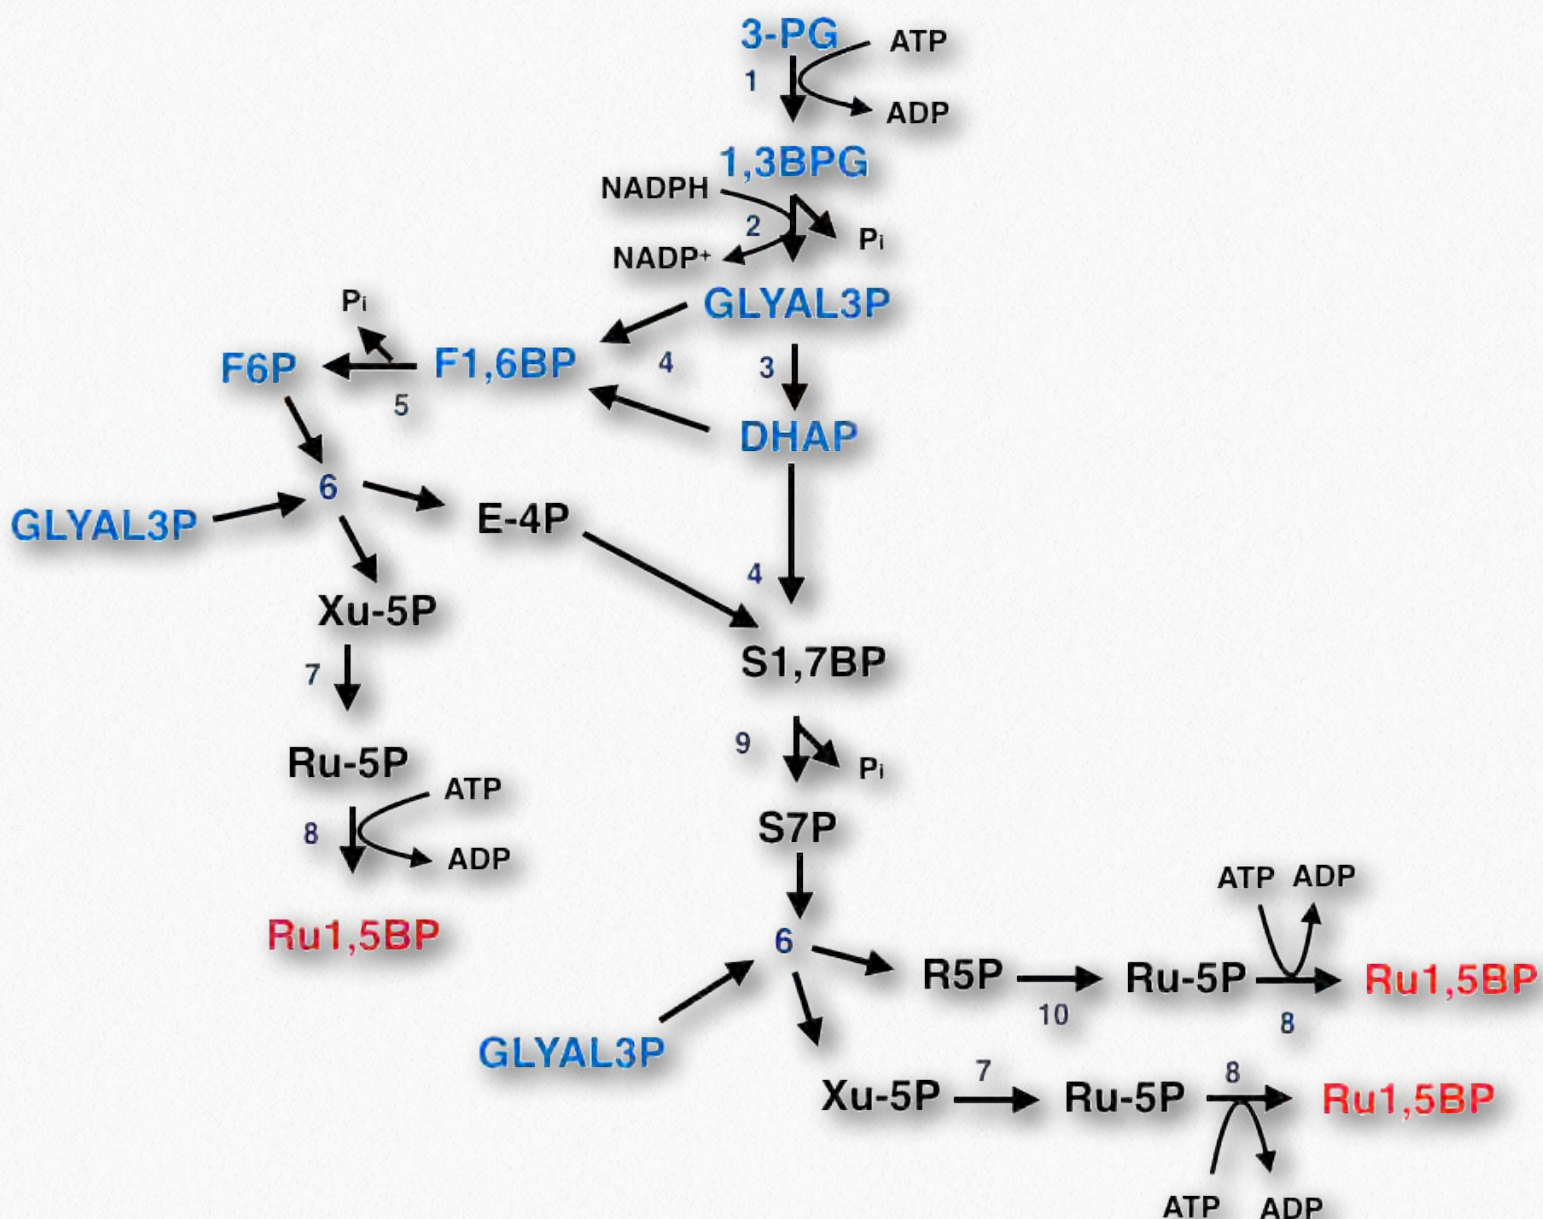 3-PG
ATP
1
ADP
1,3BPG
NADPH
2
Pi
NADP+
GLYAL3P
Pi
F6P
F1,6BP
4
3
5
DHAP
6
GLYAL3P
E-4P
4
Xu-5P
7
S1,7BP
9
Pi
Ru-5P
ATP
8
ADP
S7P
Ru1,5BP
ATP ADP
6
R5P
Ru-5P
Ru1,5BP
10
8
GLYAL3P
7
8
Xu-5P
Ru-5P
Ru1,5BP
ATP
ADP